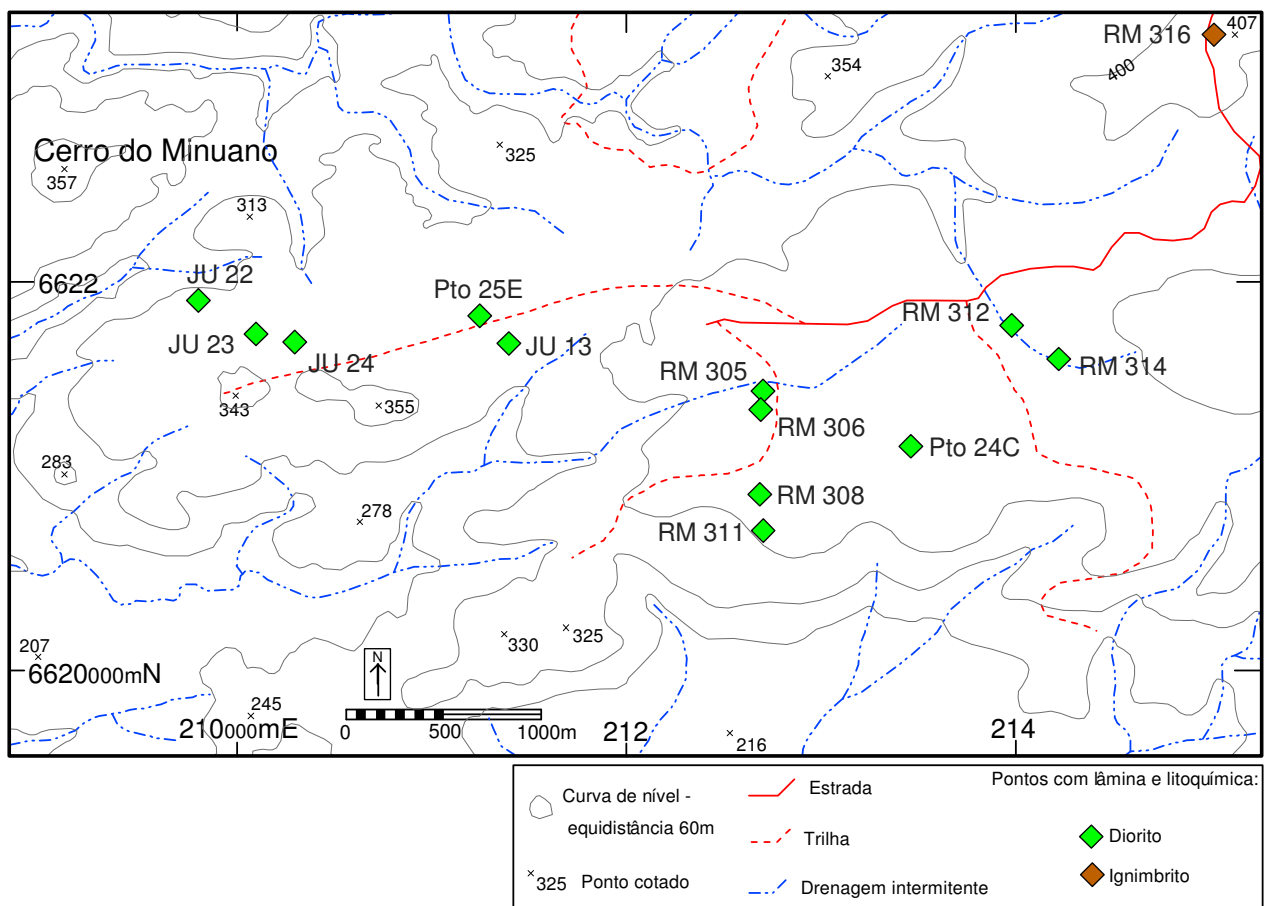 RM 316
407
354
400
325
Cerro do Minuano
357
313
6622
JU 22
Pto 25E
RM 312
JU 23
JU 24
JU 13
RM 314
RM 305
343
355
RM 306
Pto 24C
283
278
RM 308
RM 311
207
330
325
N
6620000mN
245
210000mE
0
500
1000m
212
216
214
Curva de nível -
equidistância 60m
325
Ponto cotado
Estrada
Trilha
Drenagem intermitente
Pontos com lâmina e litoquímica:
Diorito
Ignimbrito